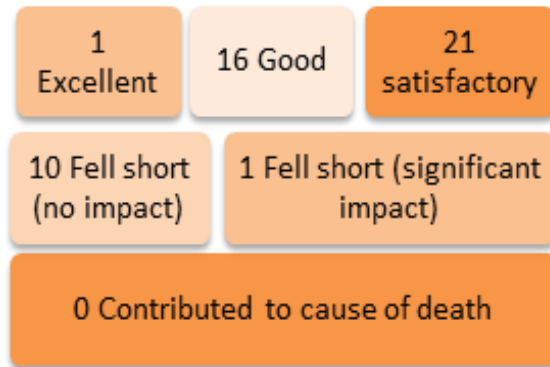 1
Excellent
16 Good
21
satisfactory
10 Fell short
(no impact)
1 Fell short (significant
impact)
0 Contributed to cause of death